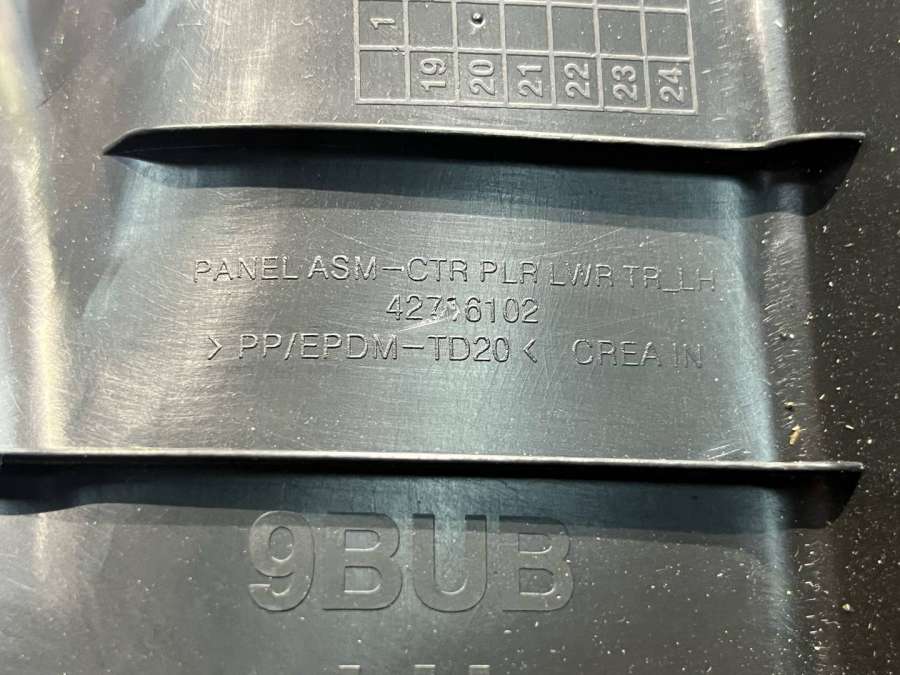 1
19 20 21 22 23 24
PANEL ASM-CTR PLR LWR TR_LH
42716102
>PP/EPDM-TD20< CREA IN
9BUB